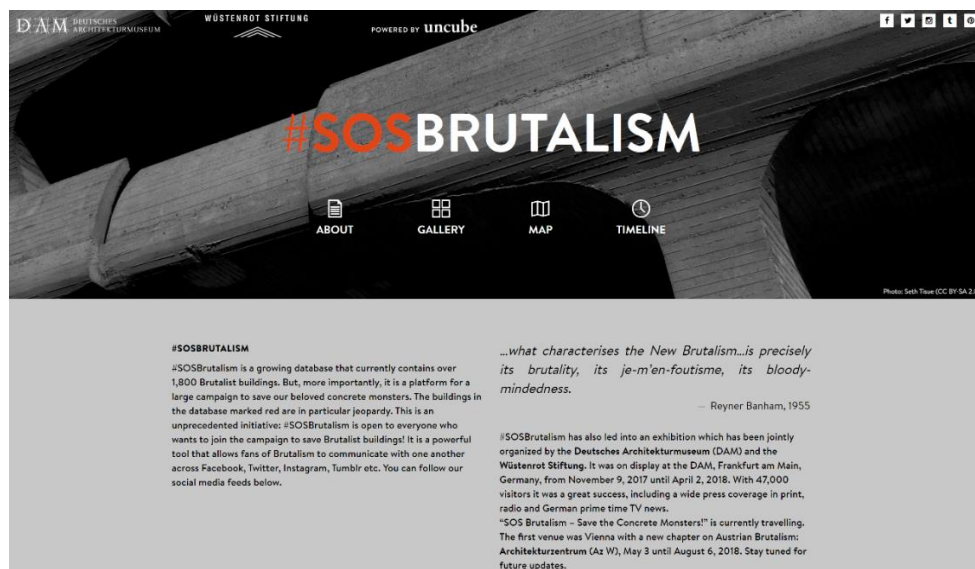 DAM DEUTSCHES ARCHITEKTURMUSEUM
WÜSTENROT STIFTUNG
POWERED BY uncube
#SOSBRUTALISM
ABOUT
GALLERY
MAP
TIMELINE
Photo: Seth Tisue (CC BY-SA 2.
#SOSBRUTALISM
#SOSBrutalism is a growing database that currently contains over
1,800 Brutalist buildings. But, more importantly, it is a platform for a
large campaign to save our beloved concrete monsters. The buildings in
the database marked red are in particular jeopardy. This is an
unprecedented initiative: #SOSBrutalism is open to everyone who
wants to join the campaign to save Brutalist buildings! It is a powerful
tool that allows fans of Brutalism to communicate with one another
across Facebook, Twitter, Instagram, Tumblr etc. You can follow our
social media feeds below.
...what characterises the New Brutalism...is precisely
its brutality, its je-m'en-foutisme, its bloody-
mindedness.
— Reyner Banham, 1955
#SOSBrutalism has also led into an exhibition which has been jointly
organized by the Deutsches Architekturmuseum (DAM) and the
Wüstenrot Stiftung. It was on display at the DAM, Frankfurt am Main,
Germany, from November 9, 2017 until April 2, 2018. With 47,000
visitors it was a great success, including a wide press coverage in print,
radio and German prime time TV news.
"SOS Brutalism – Save the Concrete Monsters!" is currently travelling.
The first venue was Vienna with a new chapter on Austrian Brutalism:
Architekturzentrum (Az W), May 3 until August 6, 2018. Stay tuned for
future updates.